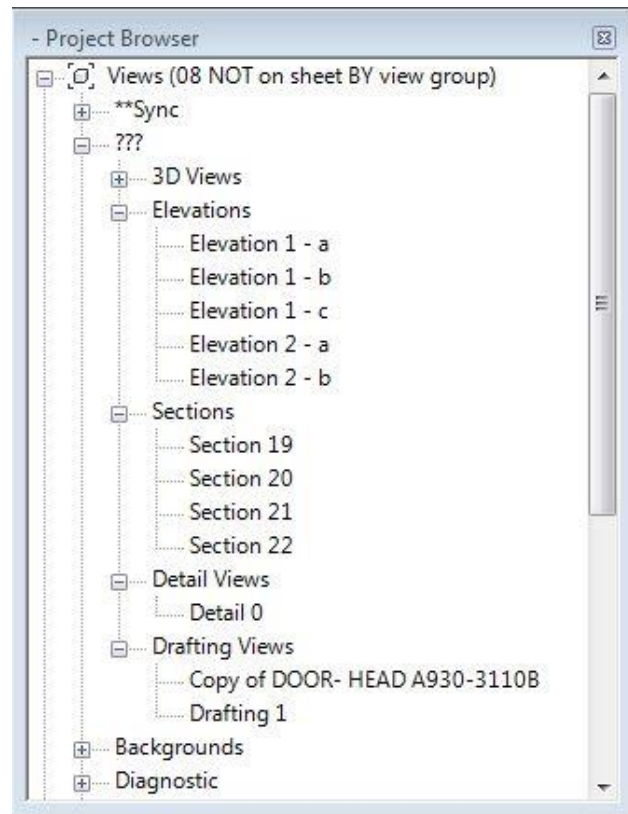 - Project Browser
Views (08 NOT on sheet BY view group)
**Sync
???
3D Views
Elevations
Elevation 1 - a
Elevation 1 - b
Elevation 1 - c
Elevation 2 - a
Elevation 2 - b
Sections
Section 19
Section 20
Section 21
Section 22
Detail Views
Detail 0
Drafting Views
Copy of DOOR- HEAD A930-3110B
Drafting 1
Backgrounds
Diagnostic